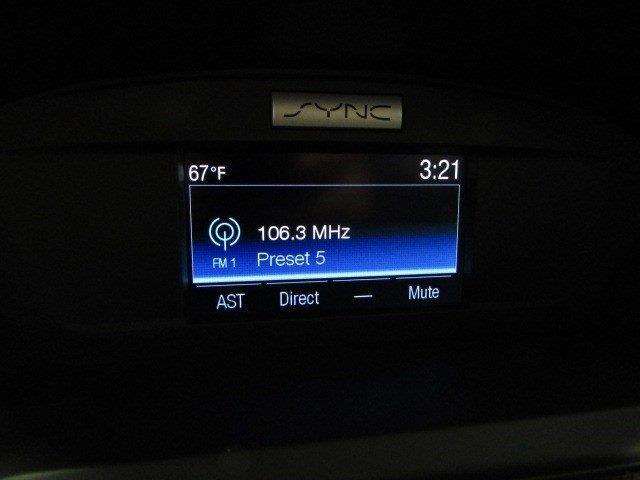 SYNC
67°F 3:21
106.3 MHz
FM 1 Preset 5
AST Direct — Mute